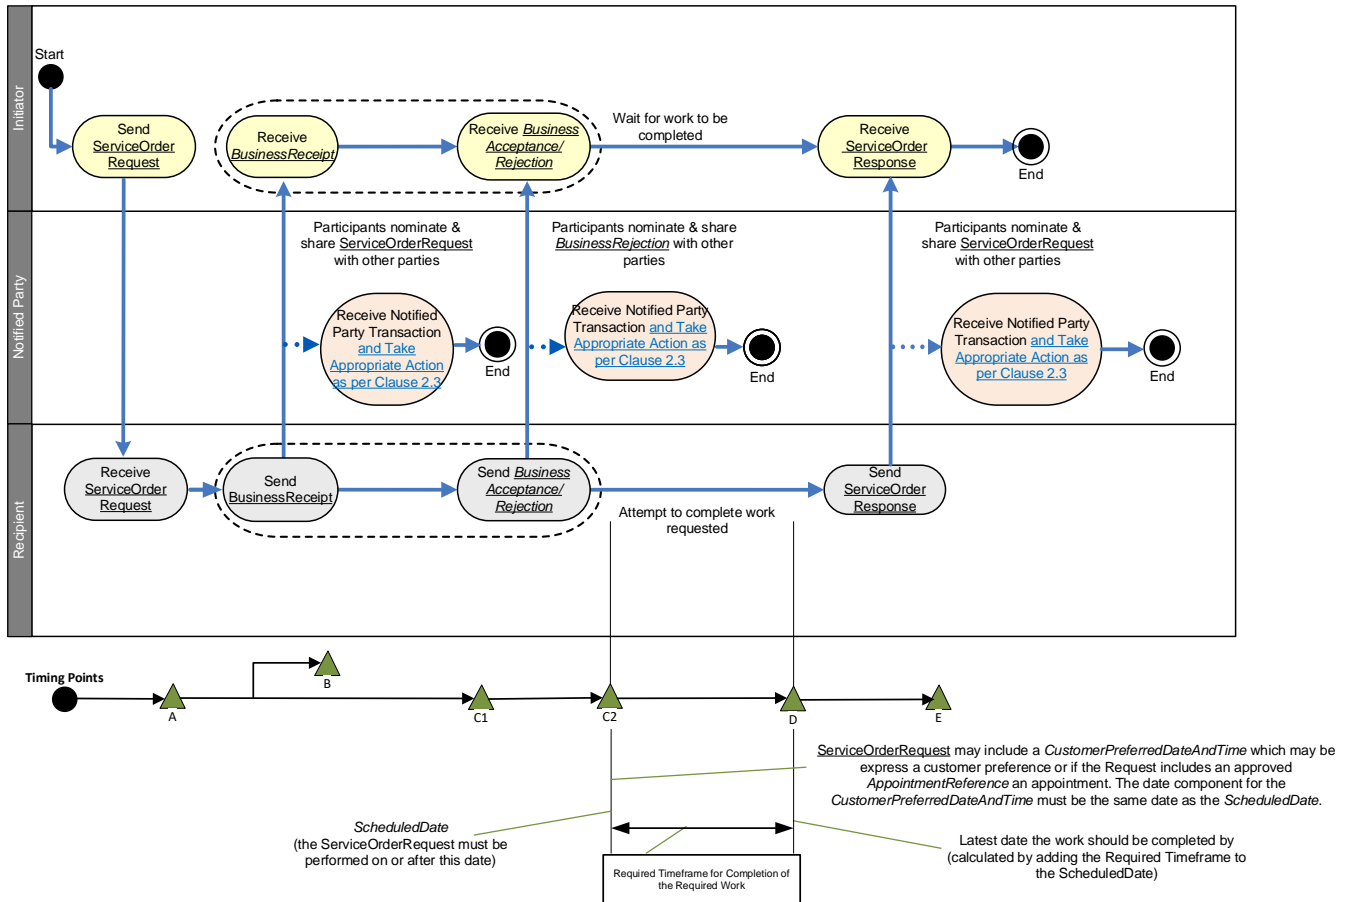 Initiator
Start
Send
ServiceOrder
Request
Receive
BusinessReceipt
Receive Business
Acceptance/
Rejection
Wait for work to be
completed
Receive
ServiceOrder
Response
End
Notified Party
Participants nominate &
share ServiceOrderRequest
with other parties
Participants nominate & share
BusinessRejection with other
parties
Participants nominate &
share ServiceOrderRequest
with other parties
Receive Notified
Party Transaction
and Take
Appropriate Action
as per Clause 2.3
End
Receive Notified Party
Transaction and Take
Appropriate Action as
per Clause 2.3
End
Receive Notified Party
Transaction and Take
Appropriate Action as
per Clause 2.3
End
Recipient
Receive
ServiceOrder
Request
Send
BusinessReceipt
Send Business
Acceptance/
Rejection
Attempt to complete work
requested
Send
ServiceOrder
Response
Timing Points
A
B
C1
C2
D
E
ServiceOrderRequest may include a CustomerPreferredDateAndTime which may be
express a customer preference or if the Request includes an approved
AppointmentReference an appointment. The date component for the
CustomerPreferredDateAndTime must be the same date as the ScheduledDate.
ScheduledDate
(the ServiceOrderRequest must be
performed on or after this date)
Latest date the work should be completed by
(calculated by adding the Required Timeframe to
the ScheduledDate)
Required Timeframe for Completion of
the Required Work